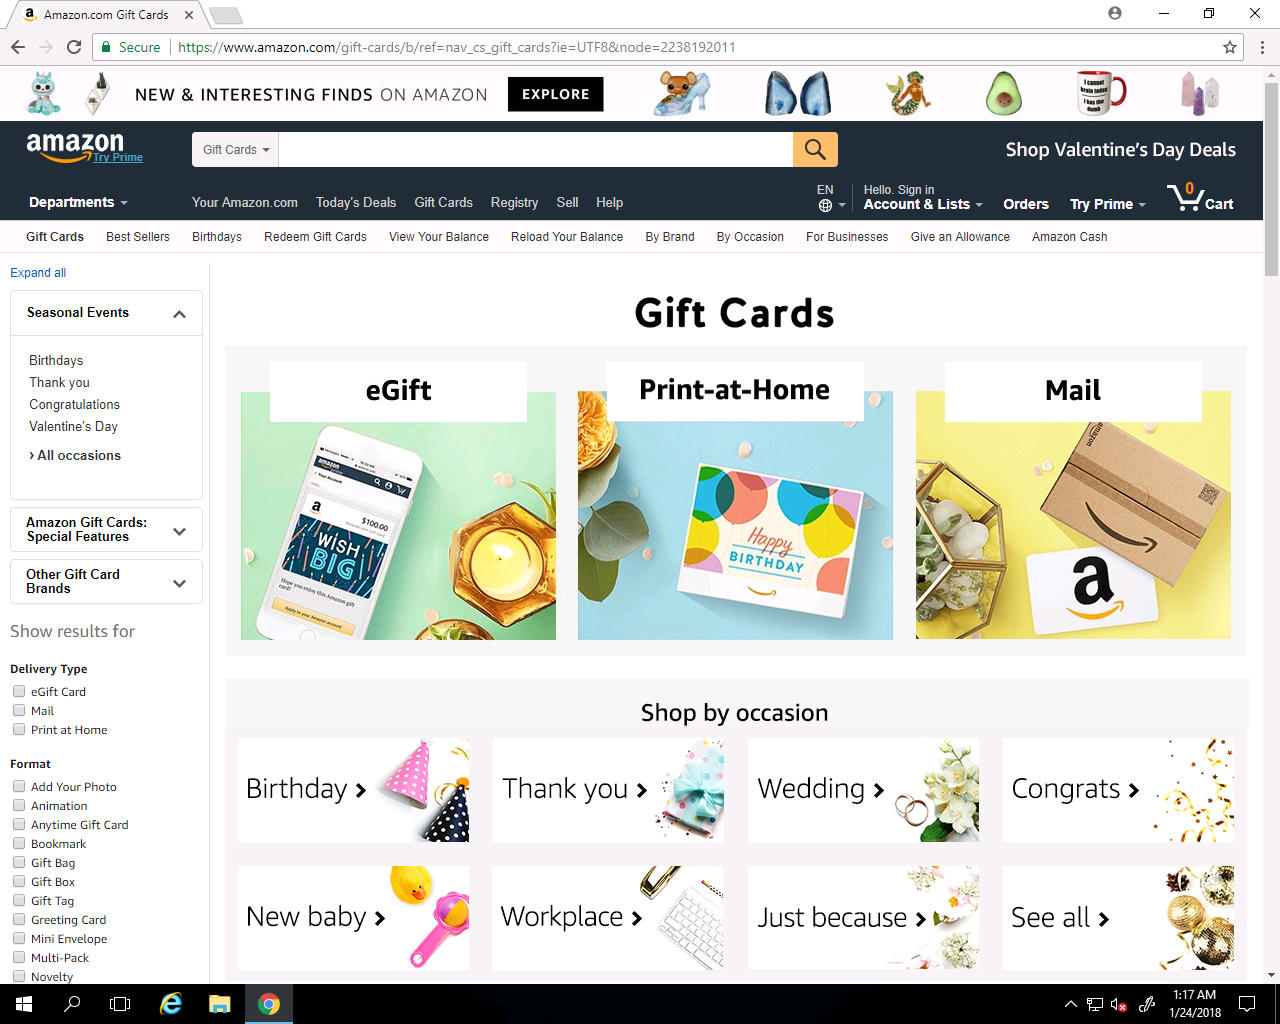 Amazon.com Gift Cards
Secure
https://www.amazon.com/gift-cards/b/ref=nav_cs_gift_cards?ie=UTF8&node=2238192011
NEW & INTERESTING FINDS ON AMAZON
EXPLORE
I cannot
brain today
I has the
dumb
amazon
Try Prime
Gift Cards
Shop Valentine's Day Deals
Departments
Your Amazon.com
Today's Deals
Gift Cards
Registry
Sell
Help
EN
Hello. Sign in
Account & Lists
Orders
Try Prime
0
Cart
Gift Cards
Best Sellers
Birthdays
Redeem Gift Cards
View Your Balance
Reload Your Balance
By Brand
By Occasion
For Businesses
Give an Allowance
Amazon Cash
Expand all
Seasonal Events
Birthdays
Thank you
Congratulations
Valentine's Day
› All occasions
Amazon Gift Cards:
Special Features
Other Gift Card
Brands
Show results for
Delivery Type
eGift Card
Mail
Print at Home
Format
Add Your Photo
Animation
Anytime Gift Card
Bookmark
Gift Bag
Gift Box
Gift Tag
Greeting Card
Mini Envelope
Multi-Pack
Novelty
Gift Cards
eGift
amazon
Your Account
a
$100.00
WISH
BIG
Hope you enjoy this Amazon gift
card!
Apply to your Amazon account
Print-at-Home
Happy
BIRTHDAY
Mail
amazon
a
Shop by occasion
Birthday
Thank you
Wedding
Congrats
New baby
Workplace
Just because
See all
1:17 AM
1/24/2018